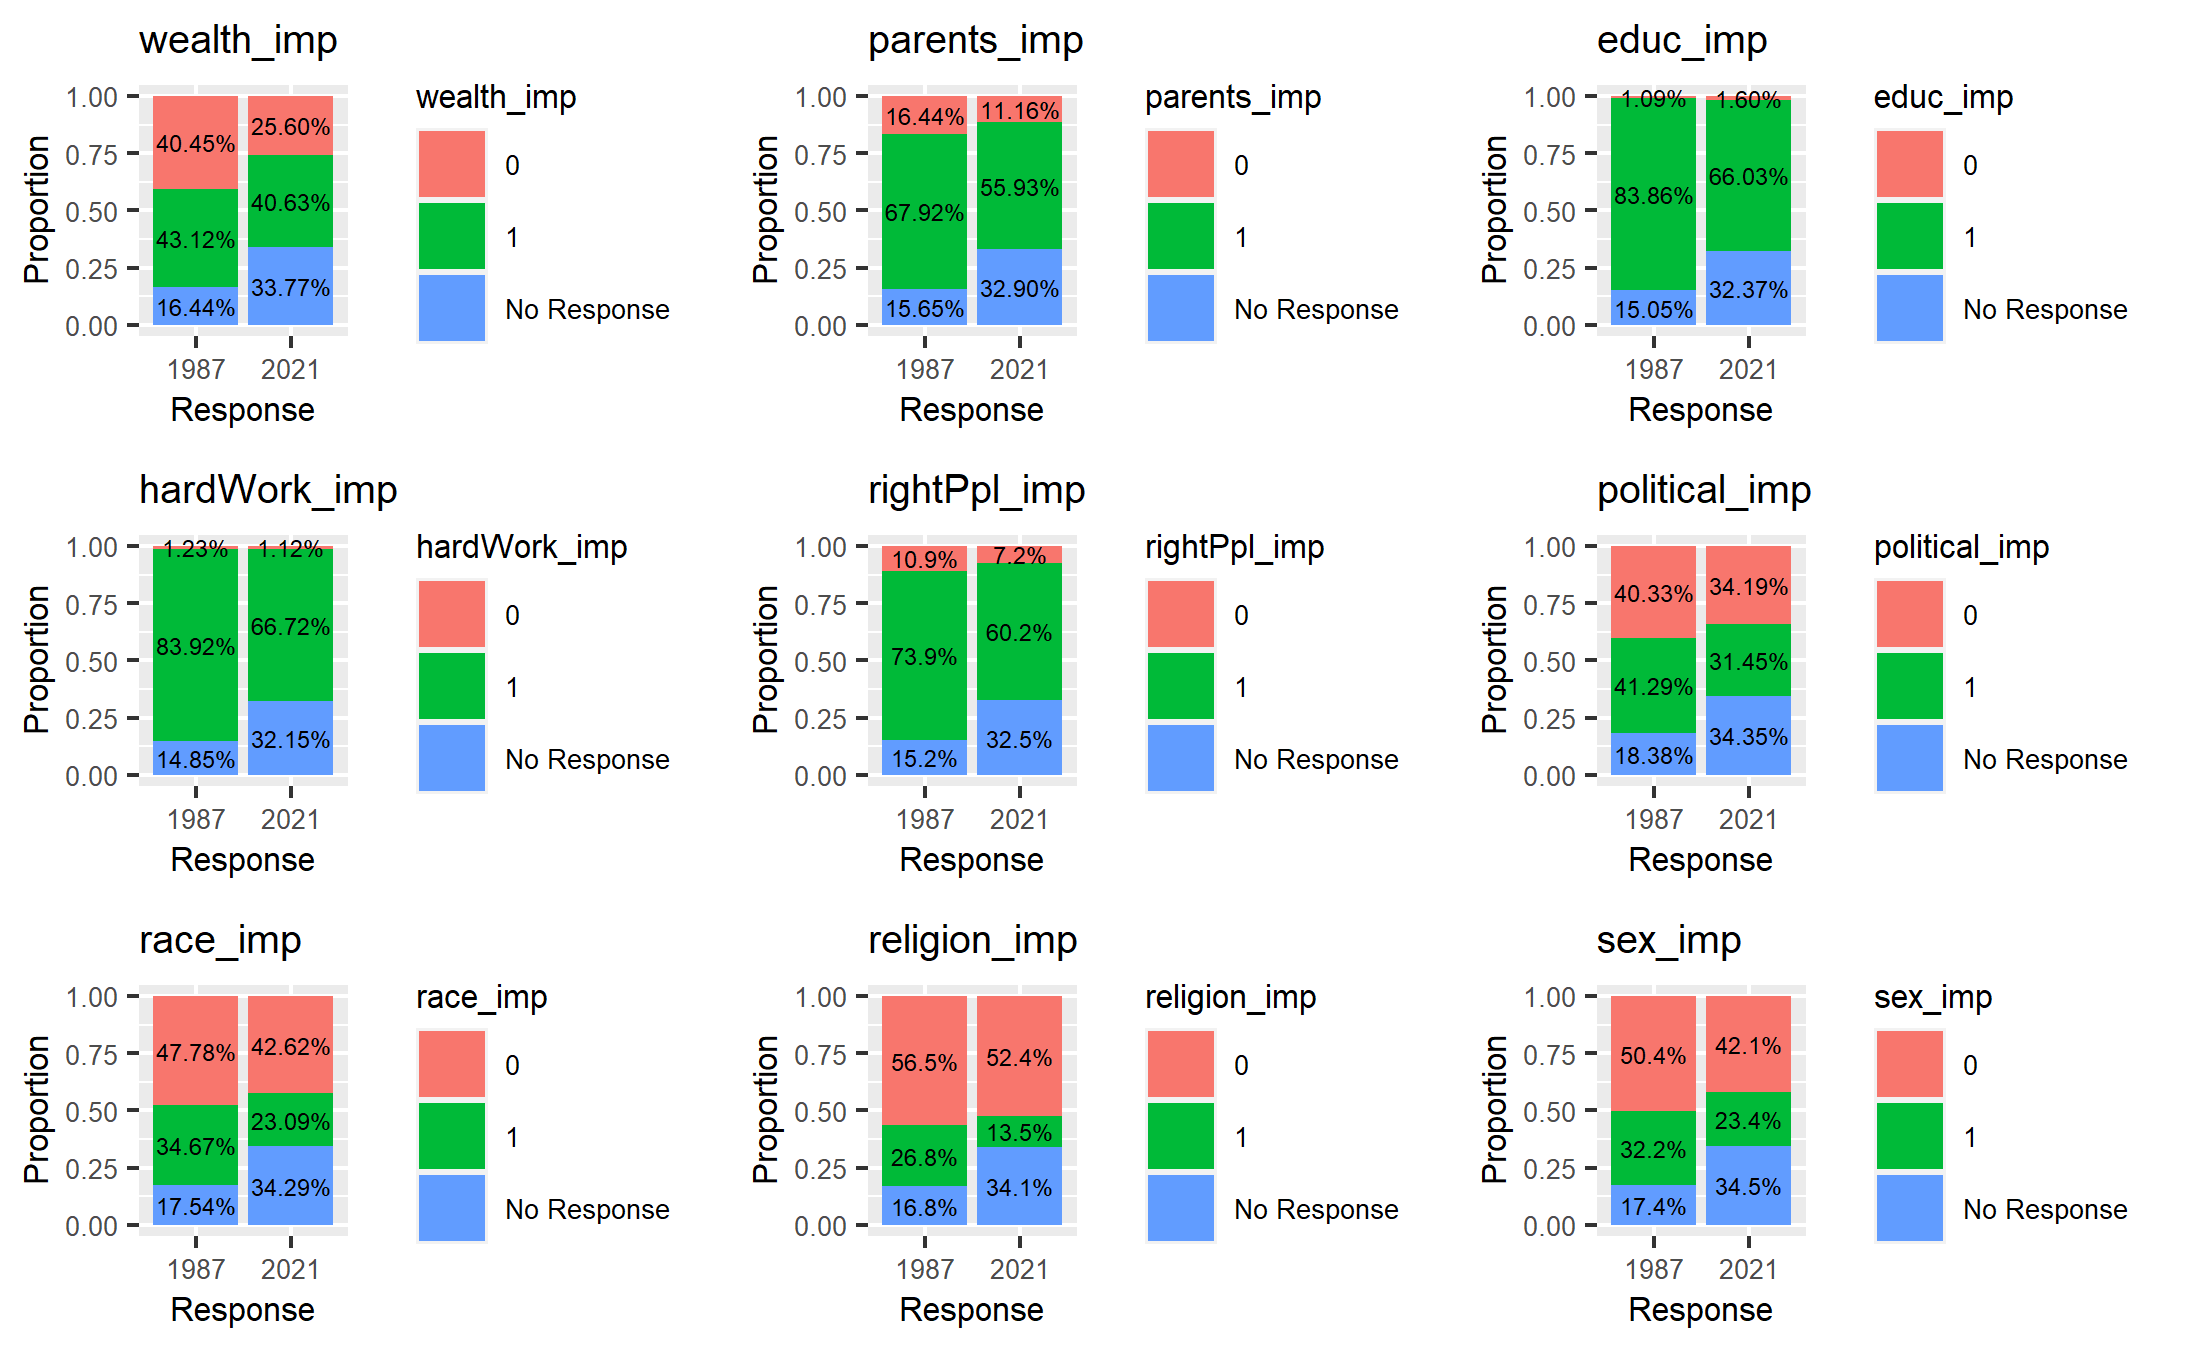 wealth_imp
1.00
0.75
0.50
0.25
0.00
Proportion
40.45%
25.60%
43.12%
40.63%
16.44%
33.77%
1987 2021
Response
wealth_imp
0
1
No Response
parents_imp
1.00
0.75
0.50
0.25
0.00
Proportion
16.44%
11.16%
67.92%
55.93%
15.65%
32.90%
1987 2021
Response
parents_imp
0
1
No Response
educ_imp
1.00
0.75
0.50
0.25
0.00
Proportion
1.09%
1.60%
83.86%
66.03%
15.05%
32.37%
1987 2021
Response
educ_imp
0
1
No Response
hardWork_imp
1.00
0.75
0.50
0.25
0.00
Proportion
1.23%
1.12%
83.92%
66.72%
14.85%
32.15%
1987 2021
Response
hardWork_imp
0
1
No Response
rightPpl_imp
1.00
0.75
0.50
0.25
0.00
Proportion
10.9%
7.2%
73.9%
60.2%
15.2%
32.5%
1987 2021
Response
rightPpl_imp
0
1
No Response
political_imp
1.00
0.75
0.50
0.25
0.00
Proportion
40.33%
34.19%
41.29%
31.45%
18.38%
34.35%
1987 2021
Response
political_imp
0
1
No Response
race_imp
1.00
0.75
0.50
0.25
0.00
Proportion
47.78%
42.62%
34.67%
23.09%
17.54%
34.29%
1987 2021
Response
race_imp
0
1
No Response
religion_imp
1.00
0.75
0.50
0.25
0.00
Proportion
56.5%
52.4%
26.8%
13.5%
16.8%
34.1%
1987 2021
Response
religion_imp
0
1
No Response
sex_imp
1.00
0.75
0.50
0.25
0.00
Proportion
50.4%
42.1%
32.2%
23.4%
17.4%
34.5%
1987 2021
Response
sex_imp
0
1
No Response